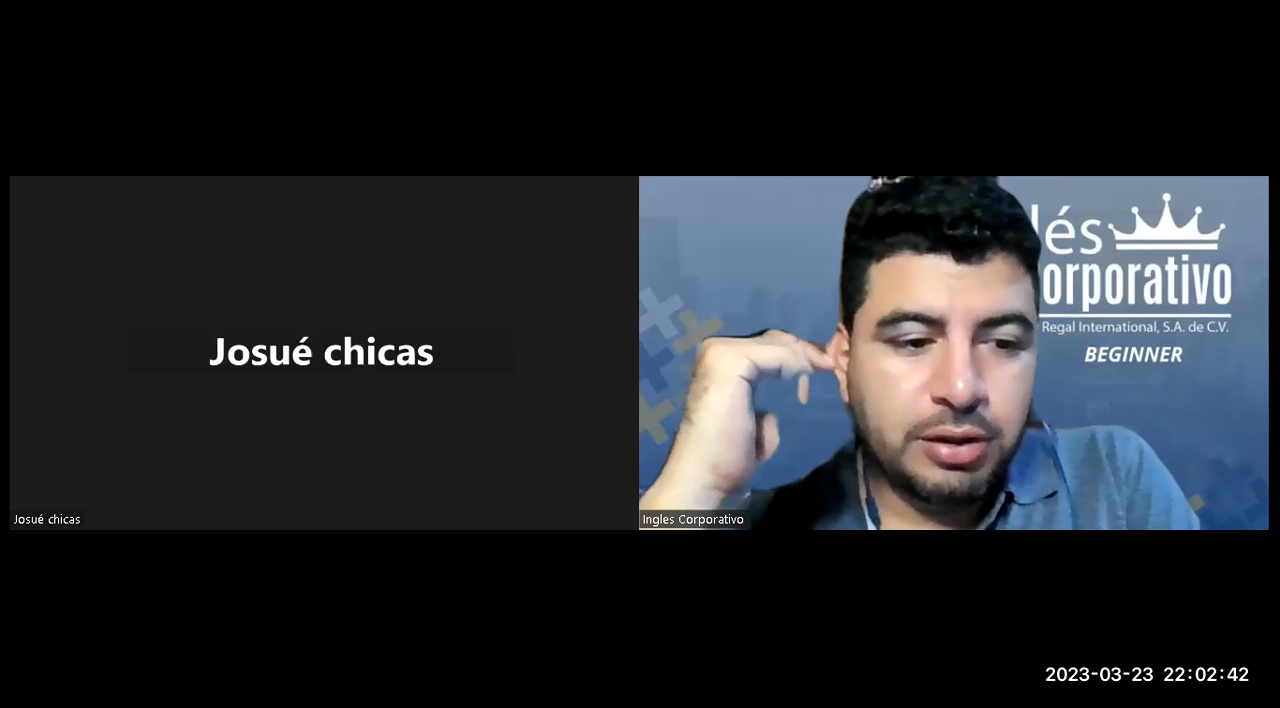 Josué chicas
Josué chicas
lés
orporativo
Regal International, S.A. de C.V.
BEGINNER
Ingles Corporativo
2023-03-23 22:02:42